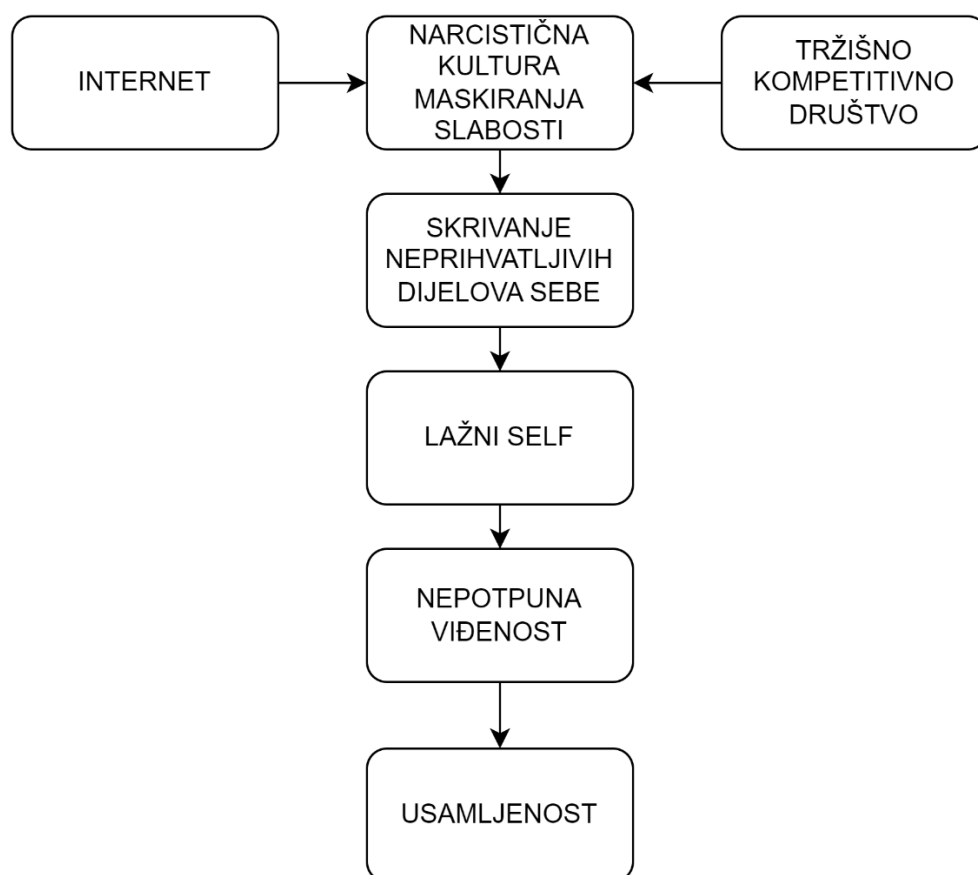 INTERNET
NARCISTIČNA
KULTURA
MASKIRANJA
SLABOSTI
TRŽIŠNO
KOMPETITIVNO
DRUŠTVO
SKRIVANJE
NEPRIHVATLJIVIH
DIJELOVA SEBE
LAŽNI SELF
NEPOTPUNA
VIĐENOST
USAMLJENOST